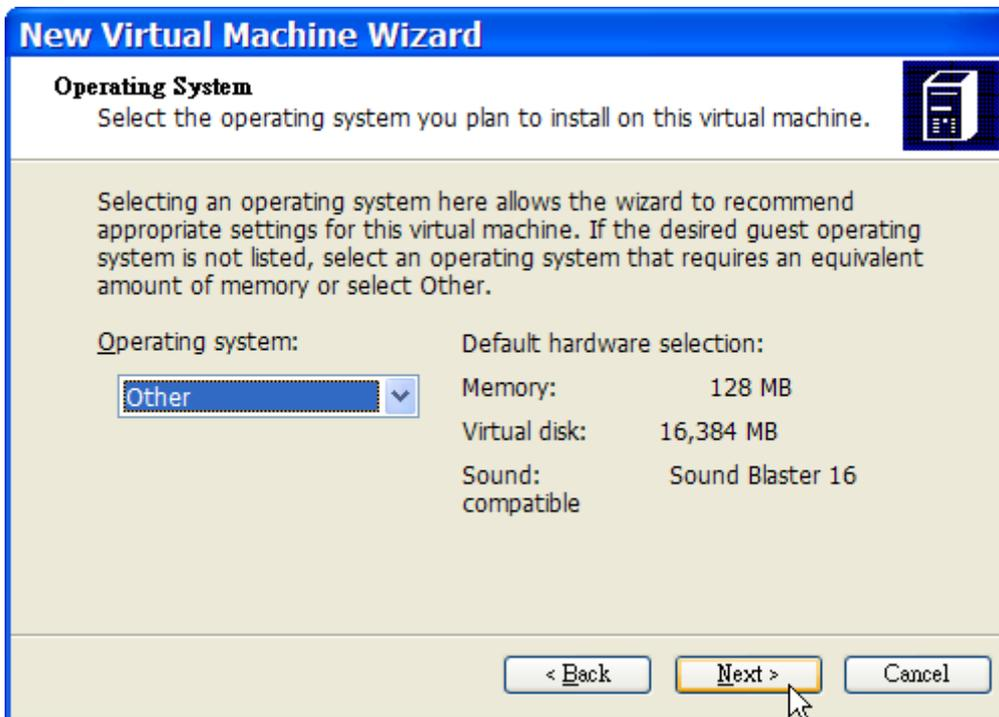 New Virtual Machine Wizard
Operating System
Select the operating system you plan to install on this virtual machine.
Selecting an operating system here allows the wizard to recommend
appropriate settings for this virtual machine. If the desired guest operating
system is not listed, select an operating system that requires an equivalent
amount of memory or select Other.
Operating system:
Other
Default hardware selection:
Memory: 128 MB
Virtual disk: 16,384 MB
Sound: Sound Blaster 16
compatible
< Back Next > Cancel